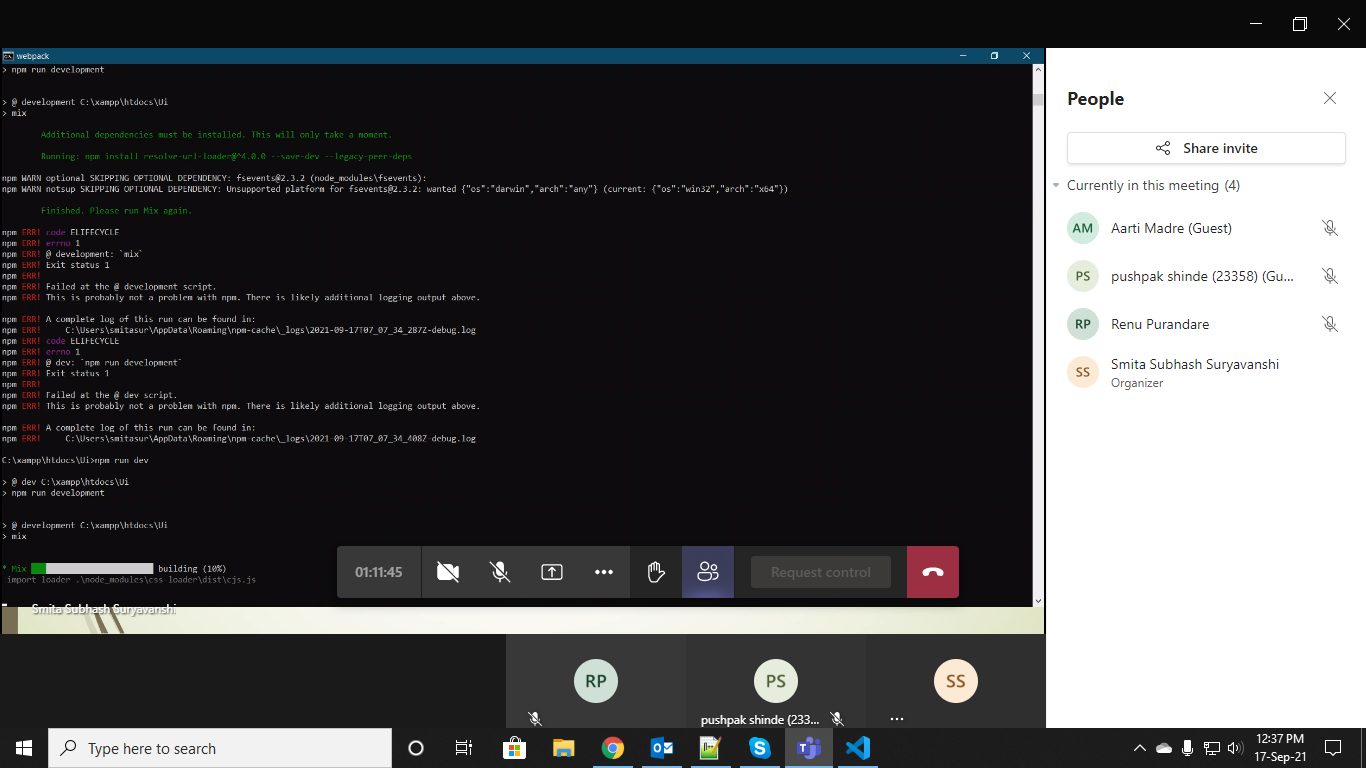 webpack
> npm run development
> @ development C:\xampp\htdocs\Ui
> mix
Additional dependencies must be installed. This will only take a moment.
Running: npm install resolve-url-loader@^4.0.0 --save-dev --legacy-peer-deps
npm WARN optional SKIPPING OPTIONAL DEPENDENCY: fsevents@2.3.2 (node_modules\fsevents):
npm WARN notsup SKIPPING OPTIONAL DEPENDENCY: Unsupported platform for fsevents@2.3.2: wanted {"os":"darwin","arch":"any"} (current: {"os":"win32","arch":"x64"})
Finished. Please run Mix again.
npm ERR! code ELIFECYCLE
npm ERR! errno 1
npm ERR! @ development: `mix`
npm ERR! Exit status 1
npm ERR!
npm ERR! Failed at the @ development script.
npm ERR! This is probably not a problem with npm. There is likely additional logging output above.
npm ERR! A complete log of this run can be found in:
npm ERR!     C:\Users\smitasur\AppData\Roaming\npm-cache\_logs\2021-09-17T07_07_34_287Z-debug.log
npm ERR! code ELIFECYCLE
npm ERR! errno 1
npm ERR! @ dev: `npm run development`
npm ERR! Exit status 1
npm ERR!
npm ERR! Failed at the @ dev script.
npm ERR! This is probably not a problem with npm. There is likely additional logging output above.
npm ERR! A complete log of this run can be found in:
npm ERR!     C:\Users\smitasur\AppData\Roaming\npm-cache\_logs\2021-09-17T07_07_34_408Z-debug.log
C:\xampp\htdocs\Ui>npm run dev
> @ dev C:\xampp\htdocs\Ui
> npm run development
> @ development C:\xampp\htdocs\Ui
> mix
* Mix building (10%)
import loader .\node_modules\css-loader\dist\cjs.js
01:11:45
Request control
Smita Subhash Suryavanshi
People
Share invite
Currently in this meeting (4)
AM Aarti Madre (Guest)
PS pushpak shinde (23358) (Gu...
RP Renu Purandare
SS Smita Subhash Suryavanshi
Organizer
RP
PS
SS
pushpak shinde (233...
Type here to search
12:37 PM
17-Sep-21